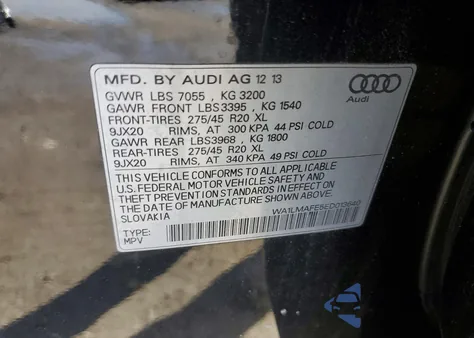 MFD. BY AUDI AG 12 13
GVWR LBS 7055 , KG 3200
GAWR FRONT LBS3395 , KG 1540
FRONT-TIRES 275/45 R20 XL
9JX20 RIMS, AT 300 KPA 44 PSI COLD
GAWR REAR LBS3968 , KG 1800
REAR-TIRES 275/45 R20 XL
9JX20 RIMS, AT 340 KPA 49 PSI COLD
THIS VEHICLE CONFORMS TO ALL APPLICABLE
U.S.FEDERAL MOTOR VEHICLE SAFETY AND
THEFT PREVENTION STANDARDS IN EFFECT ON
THE DATE OF MANUFACTURE SHOWN ABOVE.
SLOVAKIA
TYPE:
MPV